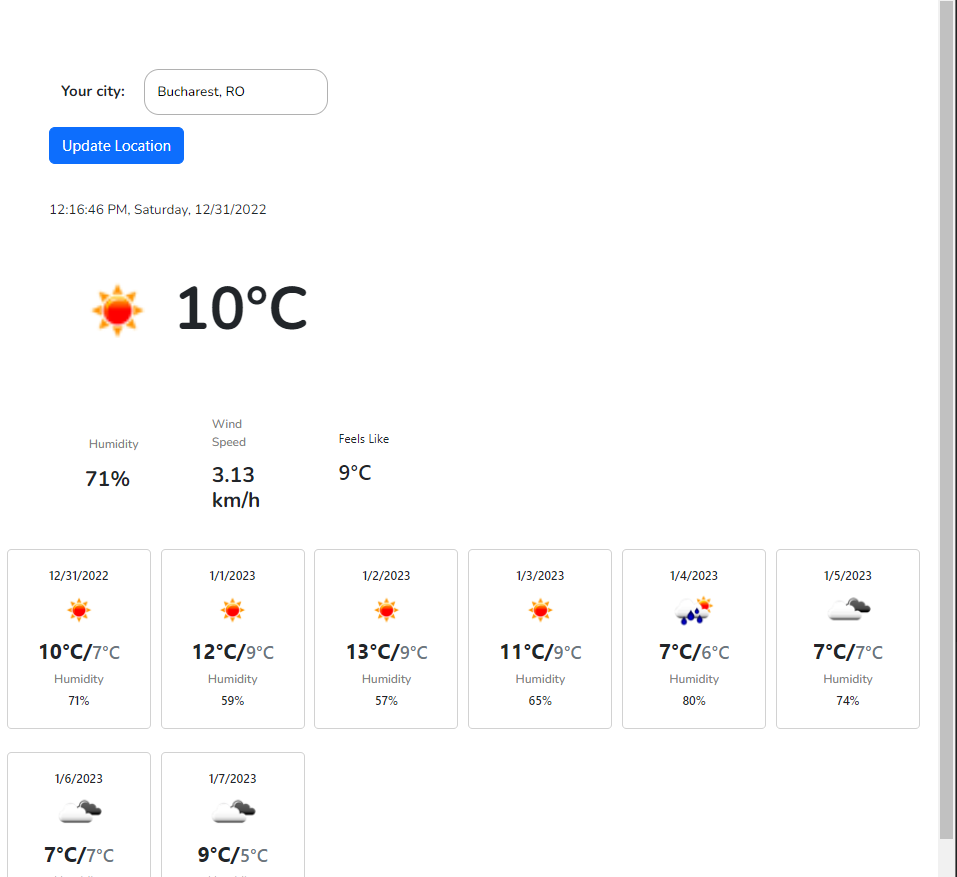 Your city: Bucharest, RO
Update Location
12:16:46 PM, Saturday, 12/31/2022
10°C
Humidity
71%
Wind
Speed
3.13
km/h
Feels Like
9°C
12/31/2022
10°C/7°C
Humidity
71%
1/1/2023
12°C/9°C
Humidity
59%
1/2/2023
13°C/9°C
Humidity
57%
1/3/2023
11°C/9°C
Humidity
65%
1/4/2023
7°C/6°C
Humidity
80%
1/5/2023
7°C/7°C
Humidity
74%
1/6/2023
7°C/7°C
1/7/2023
9°C/5°C